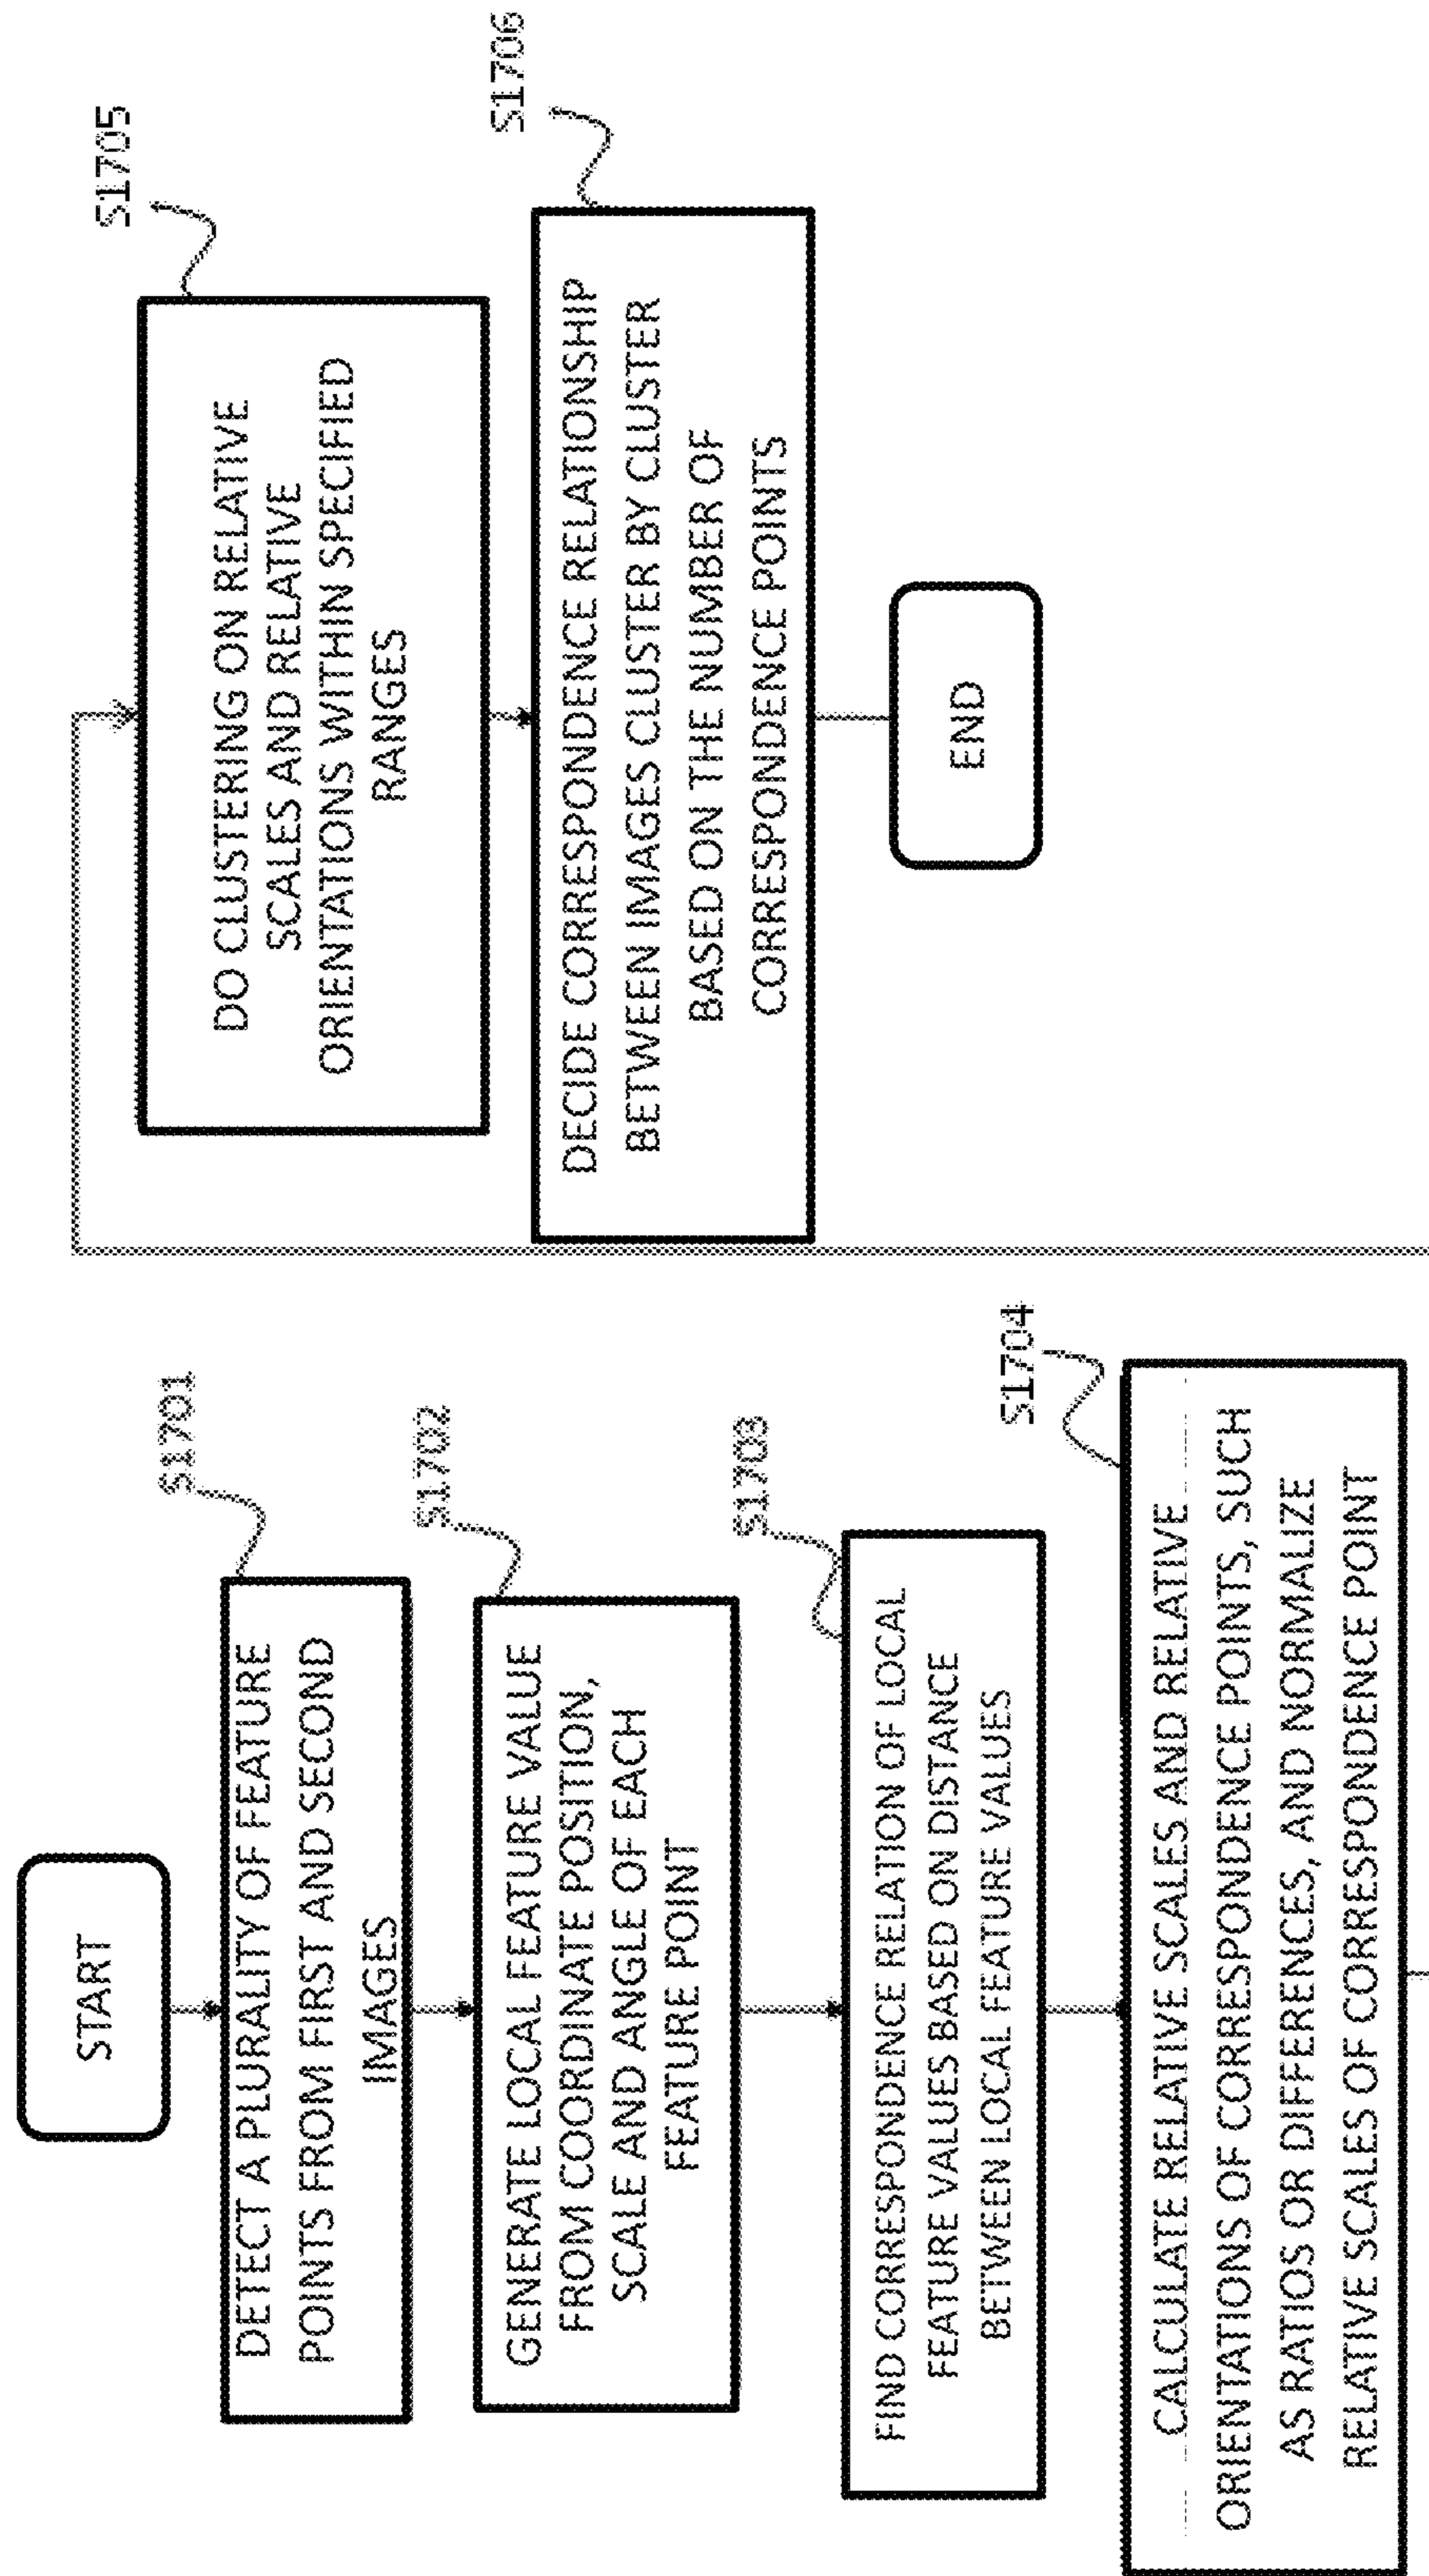 START
S1701
DETECT A PLURALITY OF FEATURE
POINTS FROM FIRST AND SECOND
IMAGES
S1702
GENERATE LOCAL FEATURE VALUE
FROM COORDINATE POSITION,
SCALE AND ANGLE OF EACH
FEATURE POINT
S1703
FIND CORRESPONDENCE RELATION OF LOCAL
FEATURE VALUES BASED ON DISTANCE
BETWEEN LOCAL FEATURE VALUES
S1704
CALCULATE RELATIVE SCALES AND RELATIVE
ORIENTATIONS OF CORRESPONDENCE POINTS, SUCH
AS RATIOS OR DIFFERENCES, AND NORMALIZE
RELATIVE SCALES OF CORRESPONDENCE POINT
S1705
DO CLUSTERING ON RELATIVE
SCALES AND RELATIVE
ORIENTATIONS WITHIN SPECIFIED
RANGES
S1706
DECIDE CORRESPONDENCE RELATIONSHIP
BETWEEN IMAGES CLUSTER BY CLUSTER
BASED ON THE NUMBER OF
CORRESPONDENCE POINTS
END